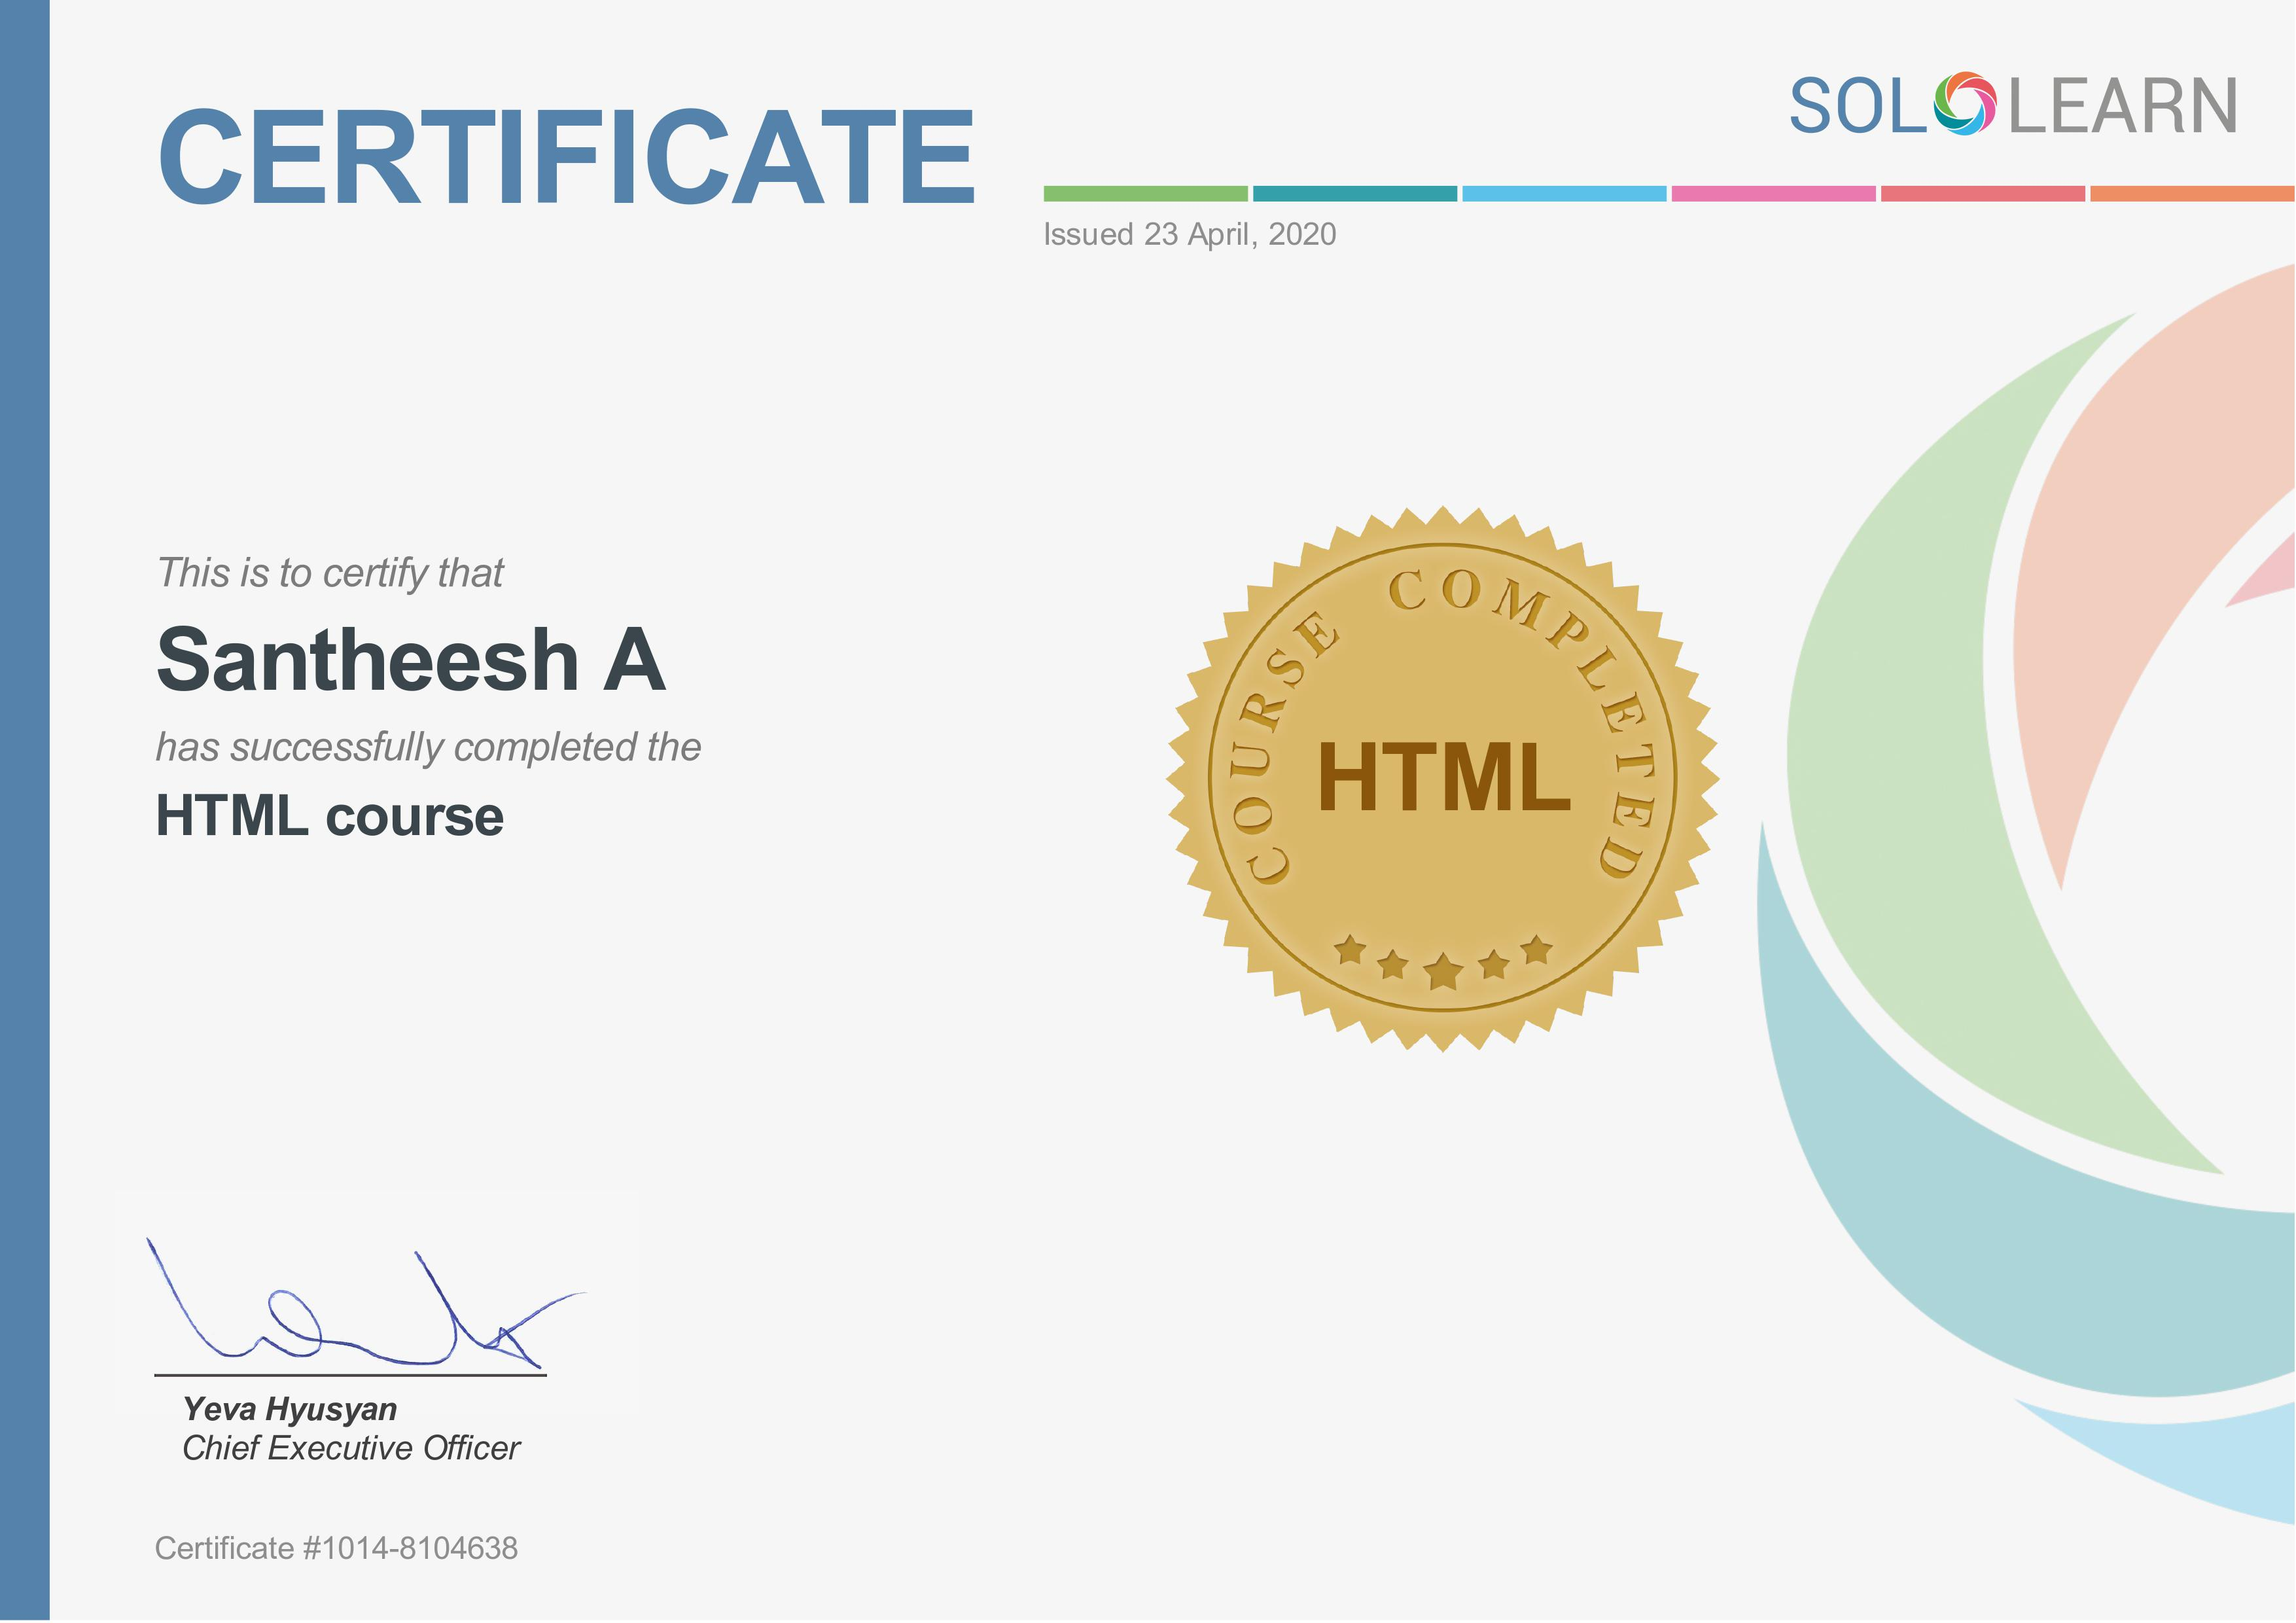 CERTIFICATE
SOLOLEARN
Issued 23 April, 2020
This is to certify that
Santheesh A
has successfully completed the
HTML course
COURSE COMPLETED
HTML
Yeva Hyusyan
Chief Executive Officer
Certificate #1014-8104638